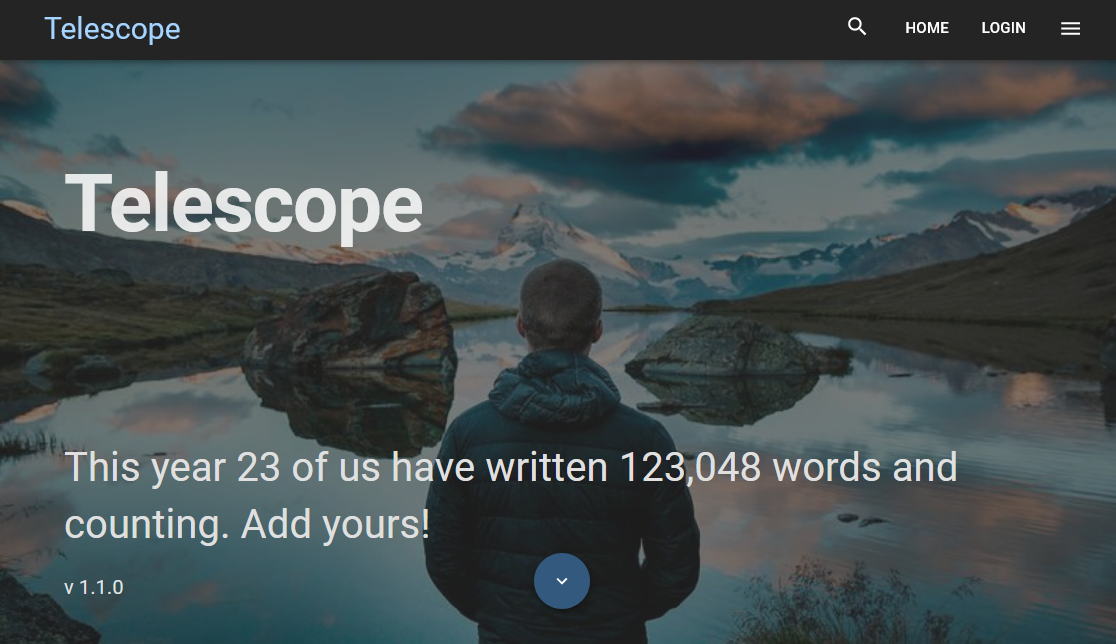 Telescope
HOME
LOGIN
Telescope
This year 23 of us have written 123,048 words and
counting. Add yours!
v 1.1.0